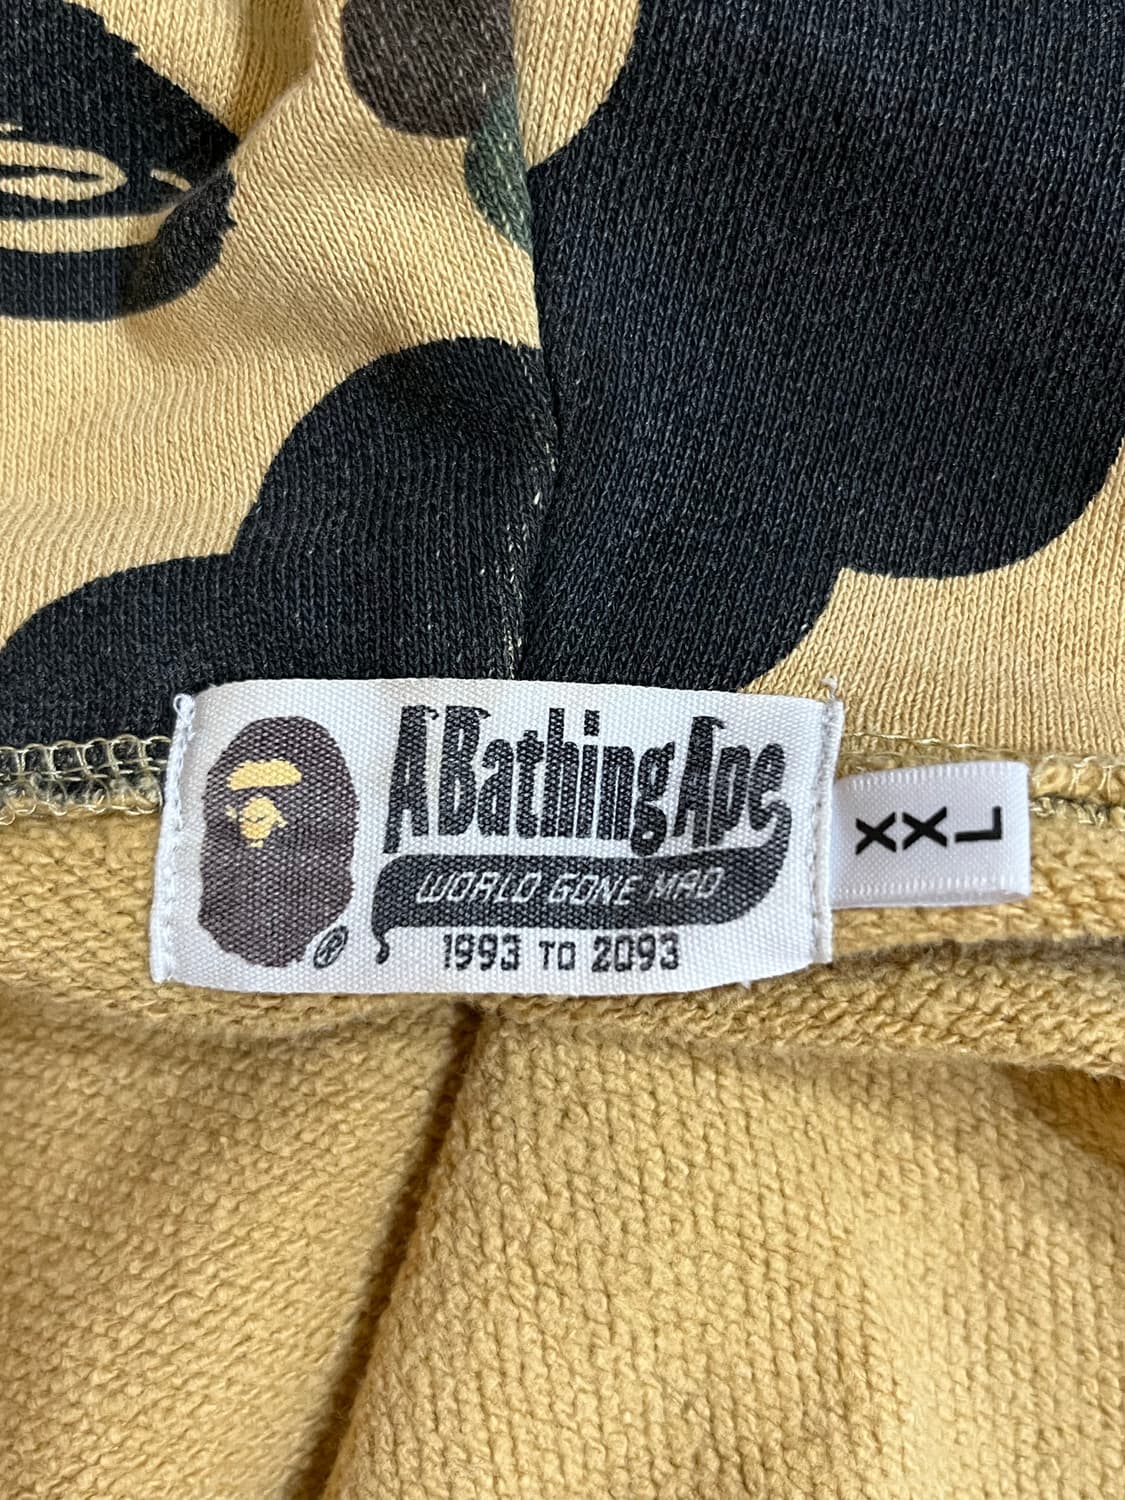 A Bathing Ape
WORLD GONE MAD
1993 TO 2093
®
XXL